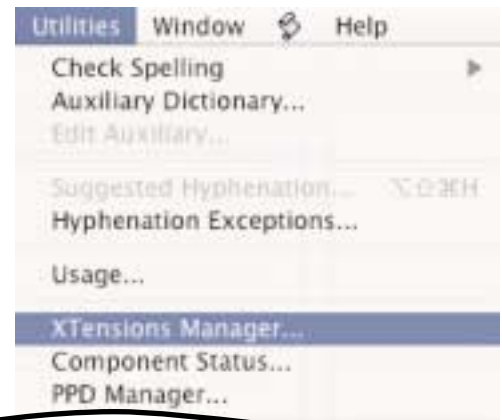 Utilities Window Help
Check Spelling
Auxiliary Dictionary...
Edit Auxiliary...
Suggested Hyphenation... ⌥⇧⌘H
Hyphenation Exceptions...
Usage...
XTensions Manager...
Component Status...
PPD Manager...